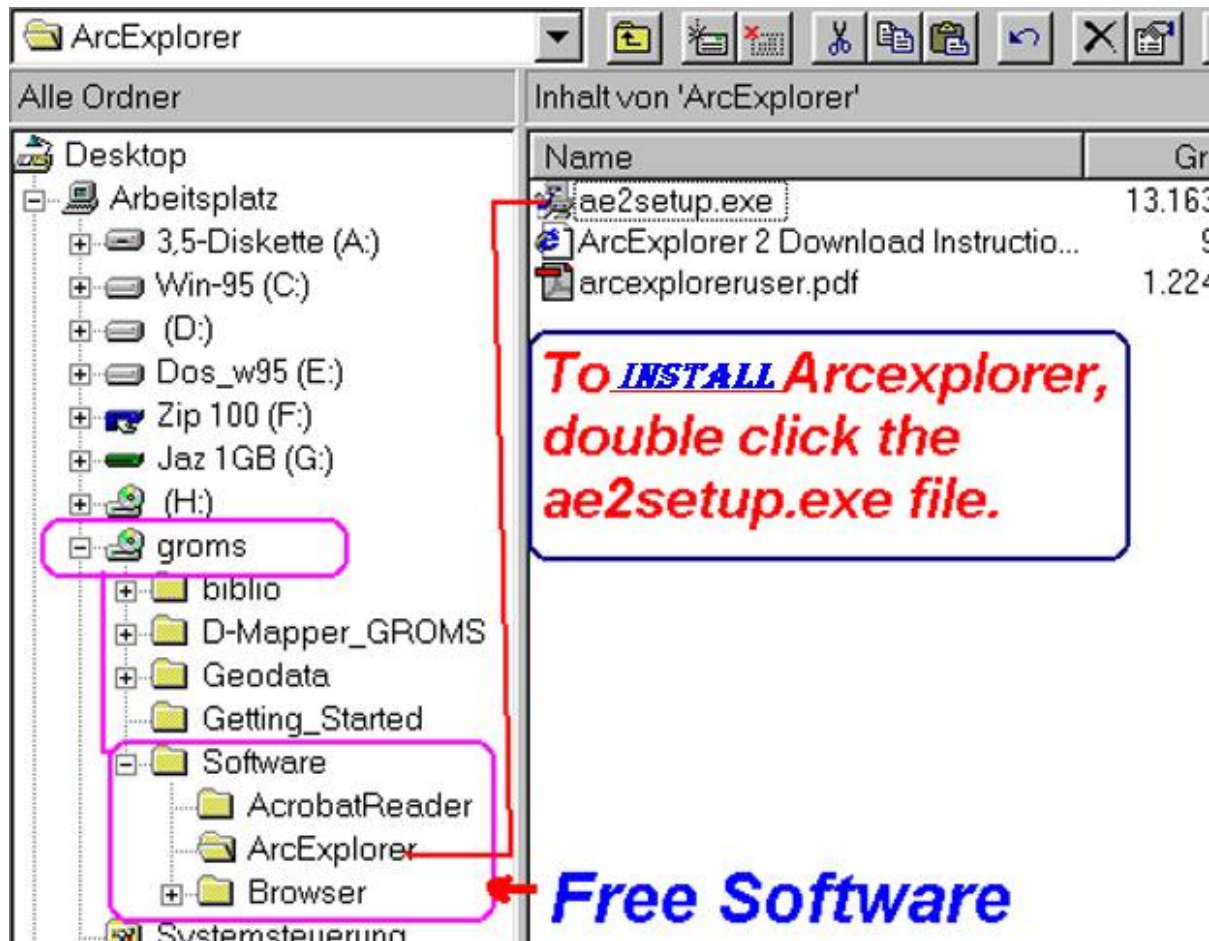 ArcExplorer
Alle Ordner
Inhalt von 'ArcExplorer'
Desktop
Arbeitsplatz
3,5-Diskette (A:)
Win-95 (C:)
(D:)
Dos_w95 (E:)
Zip 100 (F:)
Jaz 1GB (G:)
(H:)
groms
biblio
D-Mapper_GROMS
Geodata
Getting_Started
Software
AcrobatReader
ArcExplorer
Browser
Systemsteuerung
Name Gr
ae2setup.exe 13.163
ArcExplorer 2 Download Instructio... 9
arcexploreruser.pdf 1.224
To INSTALL Arcexplorer,
double click the
ae2setup.exe file.
Free Software